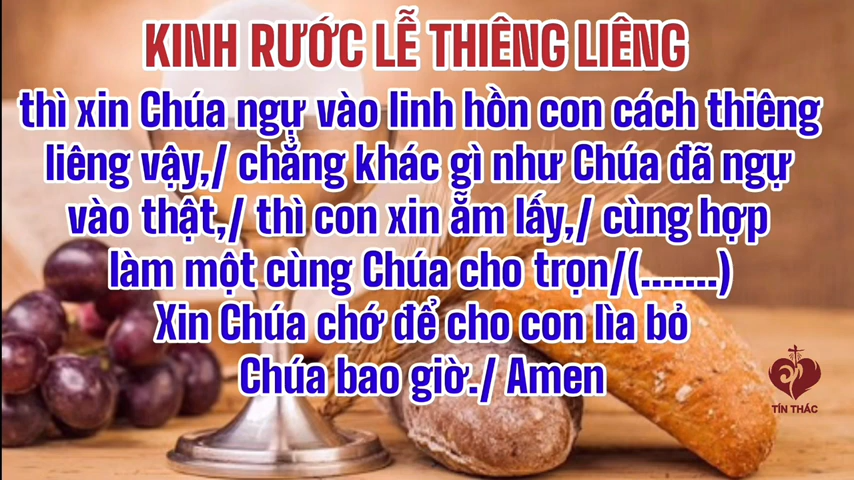 KINH RƯỚC LỄ THIÊNG LIÊNG
thì xin Chúa ngự vào linh hồn con cách thiêng
liêng vậy,/ chẳng khác gì như Chúa đã ngự
vào thật,/ thì con xin ẵm lấy,/ cùng hợp
làm một cùng Chúa cho trọn/(.......)
Xin Chúa chớ để cho con lìa bỏ
Chúa bao giờ./ Amen
TÍN THÁC